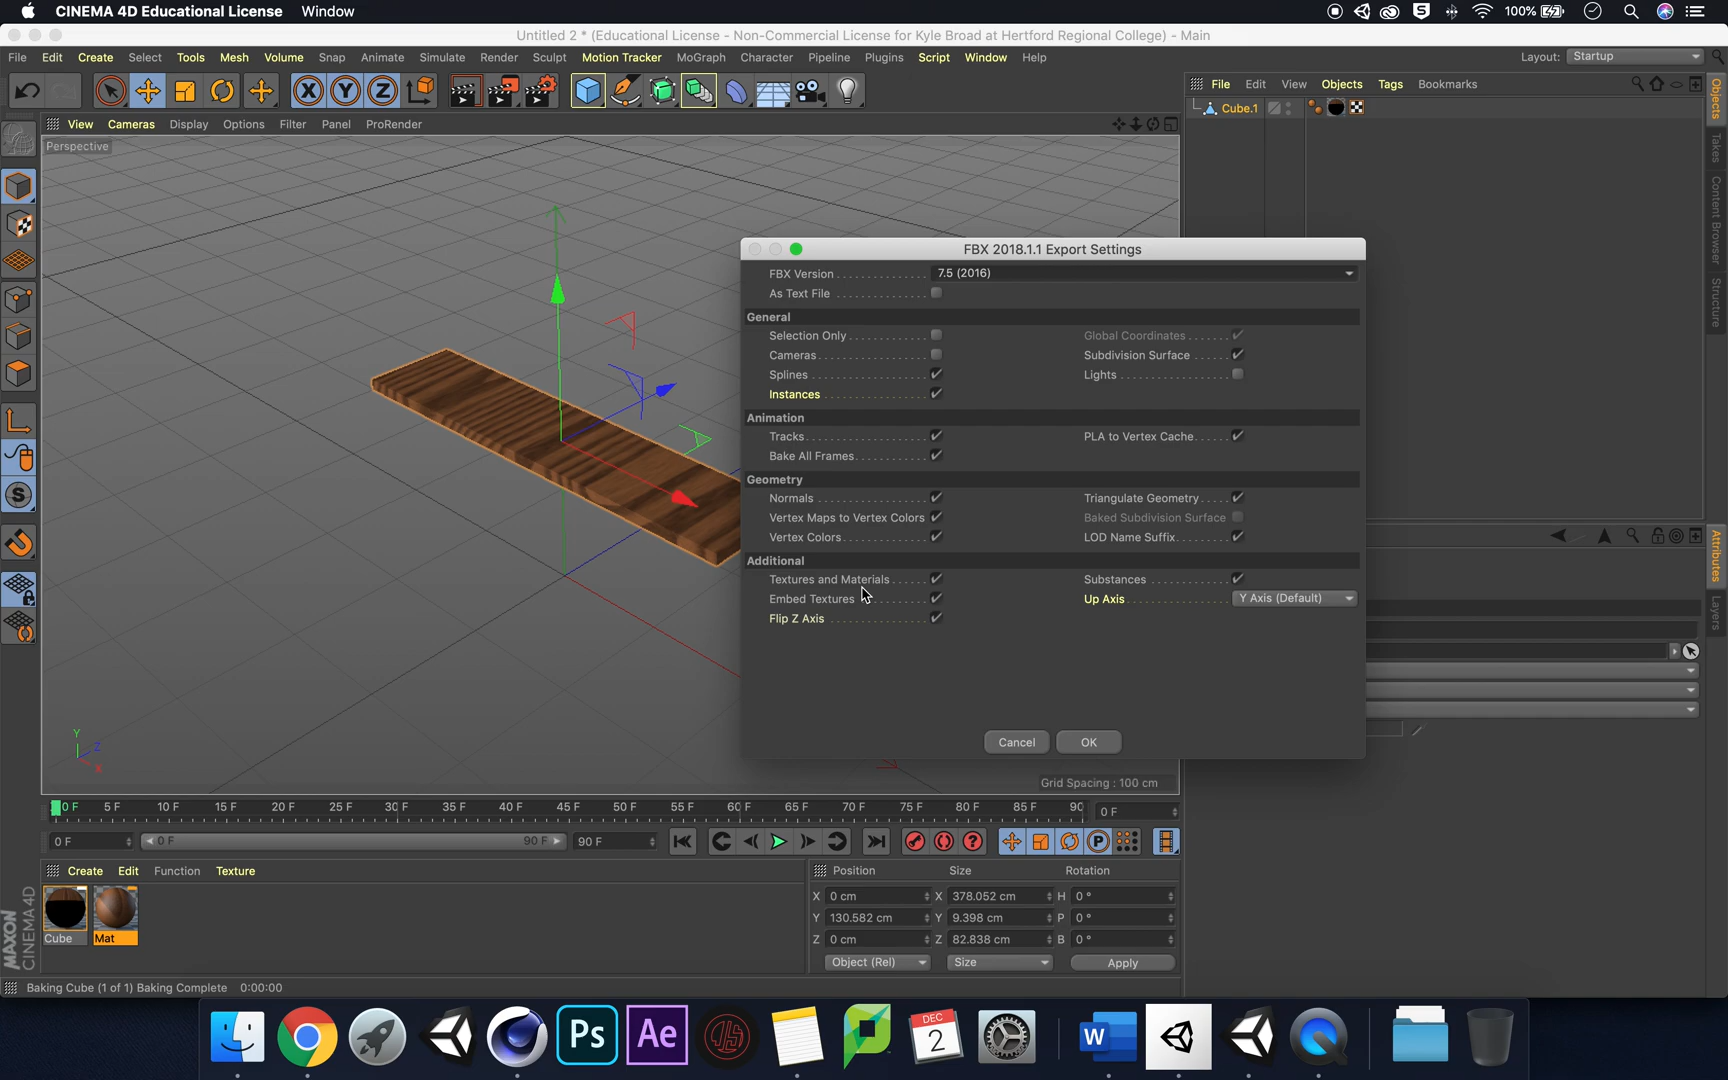 CINEMA 4D Educational License Window 100%
Untitled 2 * (Educational License - Non-Commercial License for Kyle Broad at Hertford Regional College) - Main
File Edit Create Select Tools Mesh Volume Snap Animate Simulate Render Sculpt Motion Tracker MoGraph Character Pipeline Plugins Script Window Help Layout: Startup
File Edit View Objects Tags Bookmarks
Cube.1
View Cameras Display Options Filter Panel ProRender
Perspective
FBX 2018.1.1 Export Settings
FBX Version 7.5 (2016)
As Text File
General
Selection Only Global Coordinates
Cameras Subdivision Surface
Splines Lights
Instances
Animation
Tracks PLA to Vertex Cache
Bake All Frames
Geometry
Normals Triangulate Geometry
Vertex Maps to Vertex Colors Baked Subdivision Surface
Vertex Colors LOD Name Suffix
Additional
Textures and Materials Substances
Embed Textures Up Axis Y Axis (Default)
Flip Z Axis
Cancel OK
Objects
Takes
Content Browser
Structure
Attributes
Layers
Y
Z
X
Grid Spacing : 100 cm
0 F 5 F 10 F 15 F 20 F 25 F 30 F 35 F 40 F 45 F 50 F 55 F 60 F 65 F 70 F 75 F 80 F 85 F 90 0 F
0 F 0 F 90 F 90 F
Create Edit Function Texture
Cube Mat
Position Size Rotation
X 0 cm X 378.052 cm H 0 °
Y 130.582 cm Y 9.398 cm P 0 °
Z 0 cm Z 82.838 cm B 0 °
Object (Rel) Size Apply
MAXON
CINEMA 4D
Baking Cube (1 of 1) Baking Complete 0:00:00
Ps Ae DEC 2 W